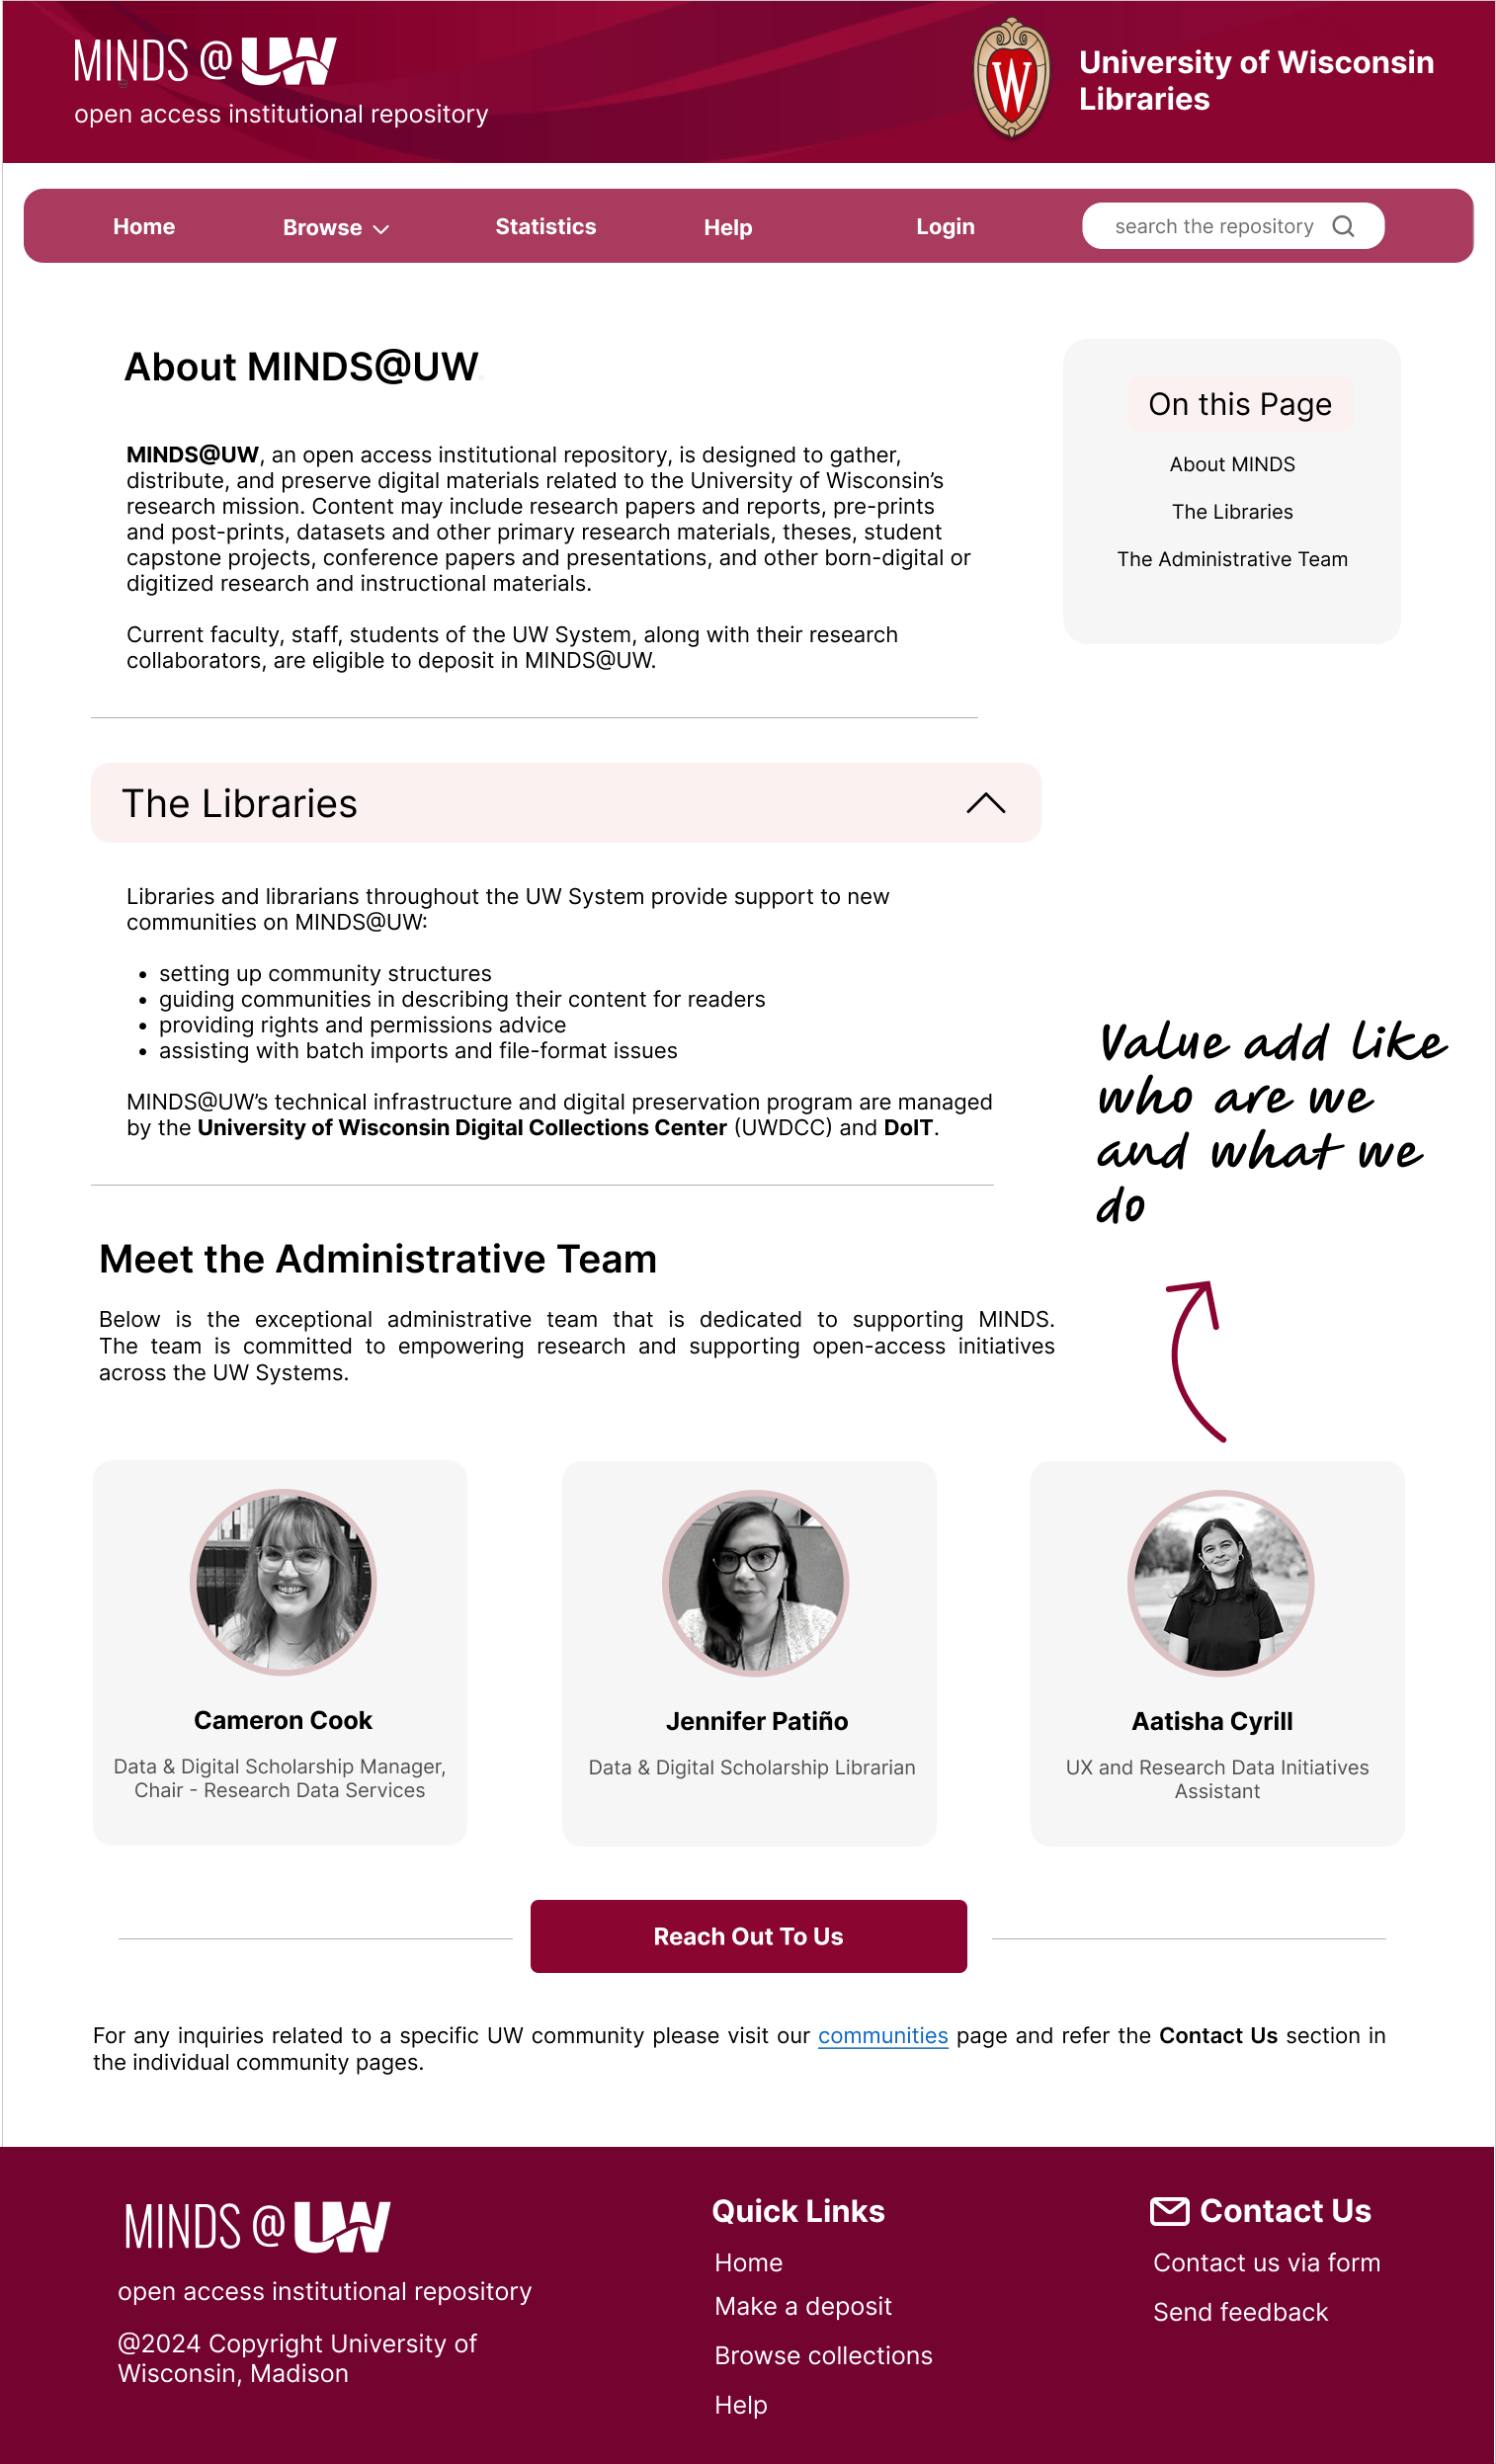 MINDS @ UW
open access institutional repository
University of Wisconsin
Libraries
Home
Browse
Statistics
Help
Login
search the repository
About MINDS@UW
MINDS@UW, an open access institutional repository, is designed to gather,
distribute, and preserve digital materials related to the University of Wisconsin’s
research mission. Content may include research papers and reports, pre-prints
and post-prints, datasets and other primary research materials, theses, student
capstone projects, conference papers and presentations, and other born-digital or
digitized research and instructional materials.
Current faculty, staff, students of the UW System, along with their research
collaborators, are eligible to deposit in MINDS@UW.
On this Page
About MINDS
The Libraries
The Administrative Team
The Libraries
Libraries and librarians throughout the UW System provide support to new
communities on MINDS@UW:
• setting up community structures
• guiding communities in describing their content for readers
• providing rights and permissions advice
• assisting with batch imports and file-format issues
MINDS@UW’s technical infrastructure and digital preservation program are managed
by the University of Wisconsin Digital Collections Center (UWDCC) and DoIT.
Value add like
who are we
and what we
do
Meet the Administrative Team
Below is the exceptional administrative team that is dedicated to supporting MINDS.
The team is committed to empowering research and supporting open-access initiatives
across the UW Systems.
Cameron Cook
Data & Digital Scholarship Manager,
Chair - Research Data Services
Jennifer Patiño
Data & Digital Scholarship Librarian
Aatisha Cyrill
UX and Research Data Initiatives
Assistant
Reach Out To Us
For any inquiries related to a specific UW community please visit our communities page and refer the Contact Us section in
the individual community pages.
MINDS @ UW
open access institutional repository
@2024 Copyright University of
Wisconsin, Madison
Quick Links
Home
Make a deposit
Browse collections
Help
Contact Us
Contact us via form
Send feedback